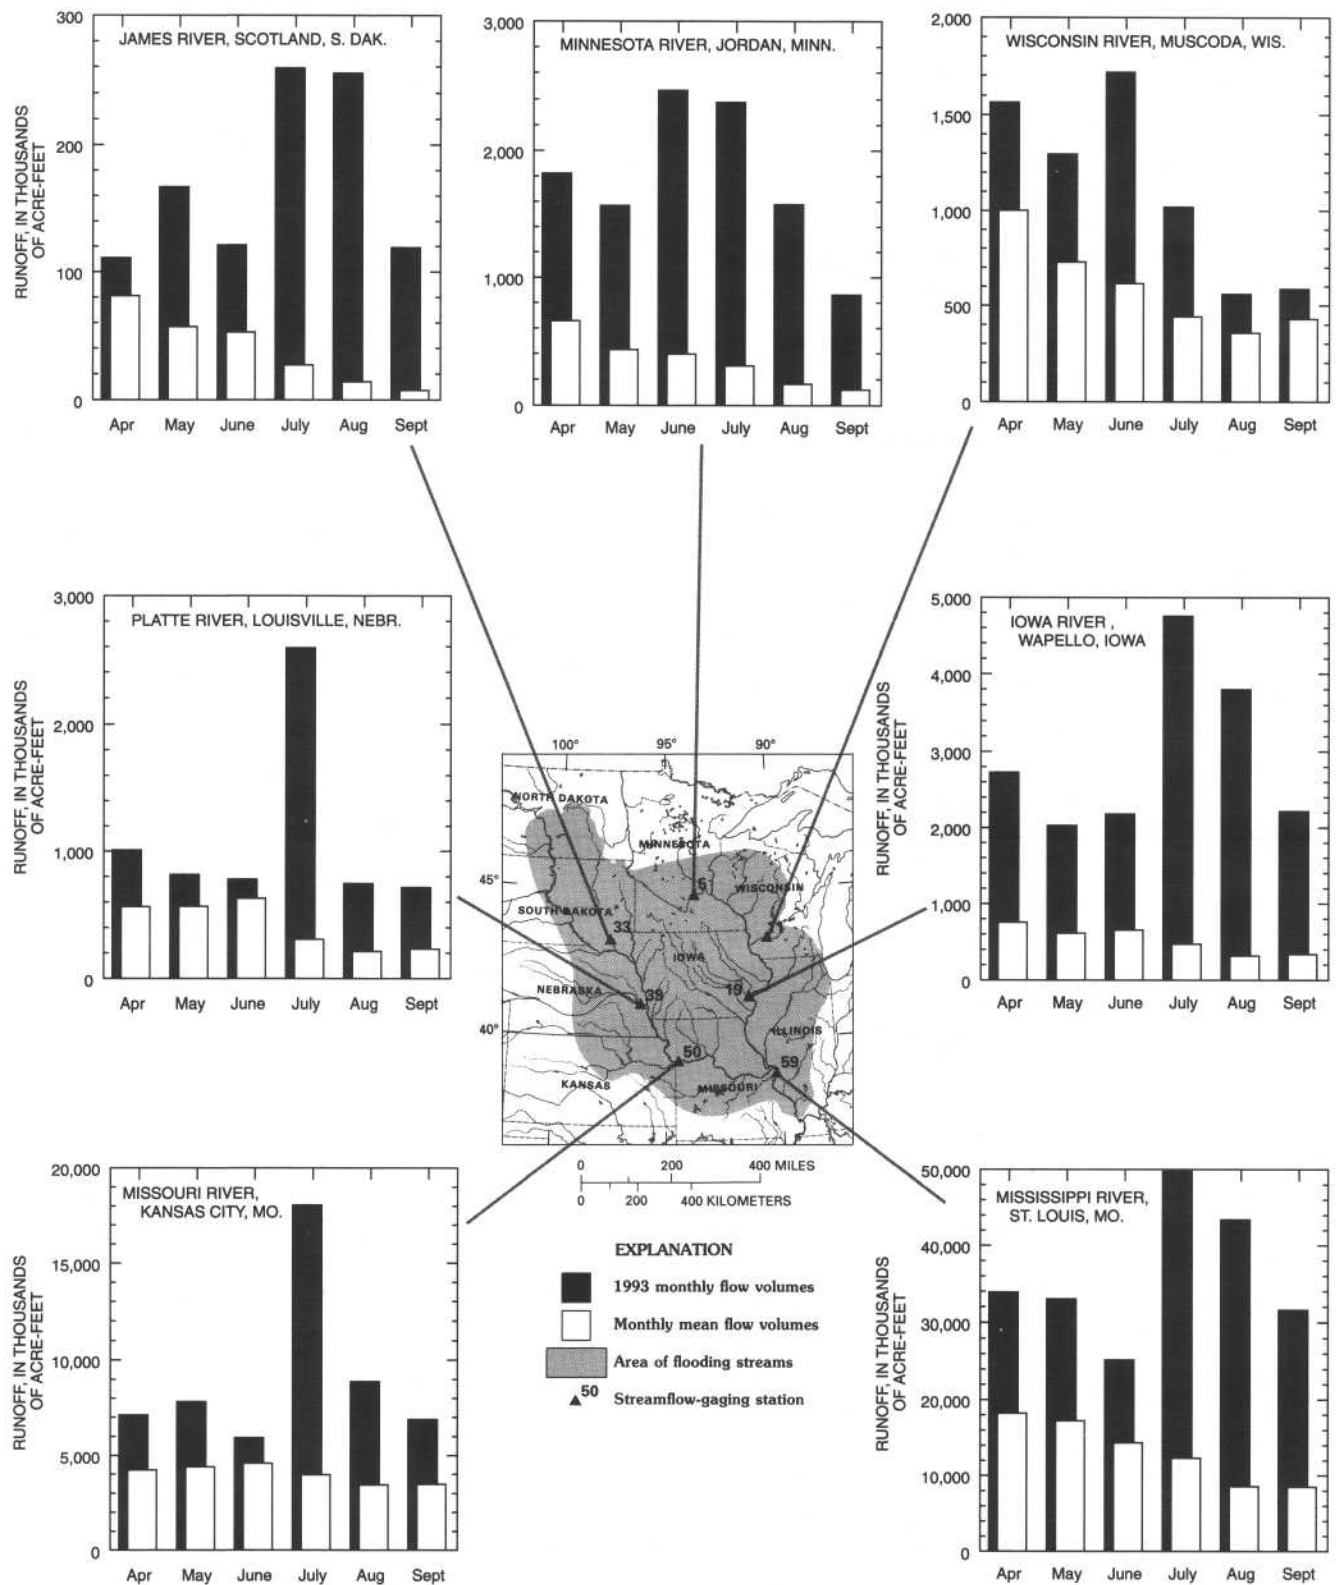 JAMES RIVER, SCOTLAND, S. DAK.
RUNOFF, IN THOUSANDS
OF ACRE-FEET
300
200
100
0
Apr May June July Aug Sept
MINNESOTA RIVER, JORDAN, MINN.
3,000
2,000
1,000
0
Apr May June July Aug Sept
WISCONSIN RIVER, MUSCODA, WIS.
2,000
1,500
1,000
500
0
Apr May June July Aug Sept
PLATTE RIVER, LOUISVILLE, NEBR.
RUNOFF, IN THOUSANDS
OF ACRE-FEET
3,000
2,000
1,000
0
Apr May June July Aug Sept
IOWA RIVER,
WAPELLO, IOWA
RUNOFF, IN THOUSANDS
OF ACRE-FEET
5,000
4,000
3,000
2,000
1,000
0
Apr May June July Aug Sept
100° 95° 90°
NORTH DAKOTA
MINNESOTA
45°
6
WISCONSIN
SOUTH DAKOTA
33
11
IOWA
NEBRASKA
39
19
40°
ILLINOIS
50
59
KANSAS
MISSOURI
0 200 400 MILES
0 200 400 KILOMETERS
MISSOURI RIVER,
KANSAS CITY, MO.
RUNOFF, IN THOUSANDS
OF ACRE-FEET
20,000
15,000
10,000
5,000
0
Apr May June July Aug Sept
EXPLANATION
1993 monthly flow volumes
Monthly mean flow volumes
Area of flooding streams
50 Streamflow-gaging station
MISSISSIPPI RIVER,
ST. LOUIS, MO.
RUNOFF, IN THOUSANDS
OF ACRE-FEET
50,000
40,000
30,000
20,000
10,000
0
Apr May June July Aug Sept